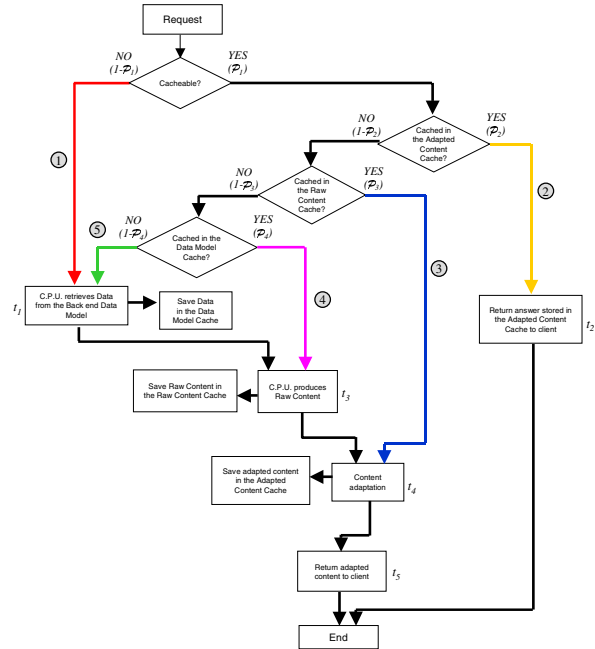 Request
NO
(1-P1)
YES
(P1)
Cacheable?
NO
(1-P2)
YES
(P2)
Cached in
the Adapted
Content
Cache?
1
2
NO
(1-P3)
YES
(P3)
Cached in
the Raw
Content
Cache?
NO
(1-P4)
YES
(P4)
5
Cached in the
Data Model
Cache?
3
4
t1
C.P.U. retrieves Data
from the Back end Data
Model
Save Data
in the Data
Model Cache
Return answer stored in
the Adapted Content
Cache to client
t2
Save Raw Content in
the Raw Content Cache
C.P.U. produces
Raw Content
t3
Save adapted content
in the Adapted
Content Cache
Content
adaptation
t4
Return adapted
content to client
t5
End